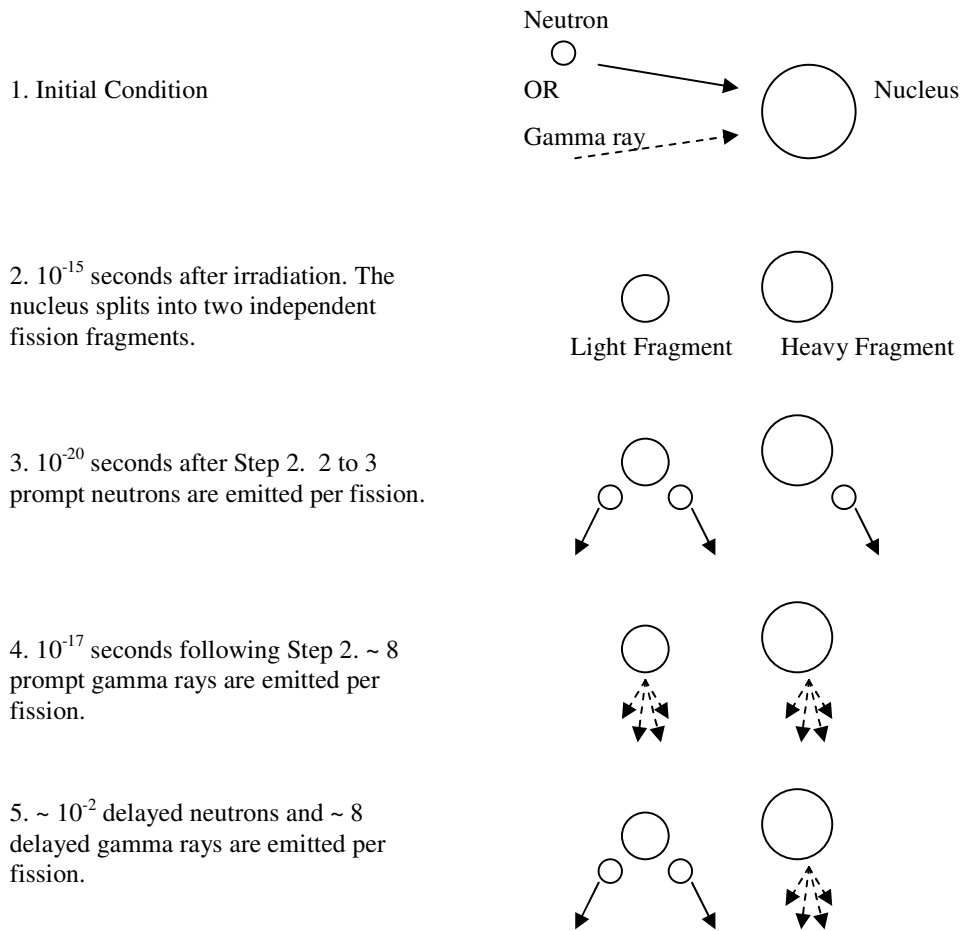 Neutron
1. Initial Condition
OR
Nucleus
Gamma ray
2. 10⁻¹⁵ seconds after irradiation. The
nucleus splits into two independent
fission fragments.
Light Fragment
Heavy Fragment
3. 10⁻²⁰ seconds after Step 2.  2 to 3
prompt neutrons are emitted per fission.
4. 10⁻¹⁷ seconds following Step 2. ~ 8
prompt gamma rays are emitted per
fission.
5. ~ 10⁻² delayed neutrons and ~ 8
delayed gamma rays are emitted per
fission.